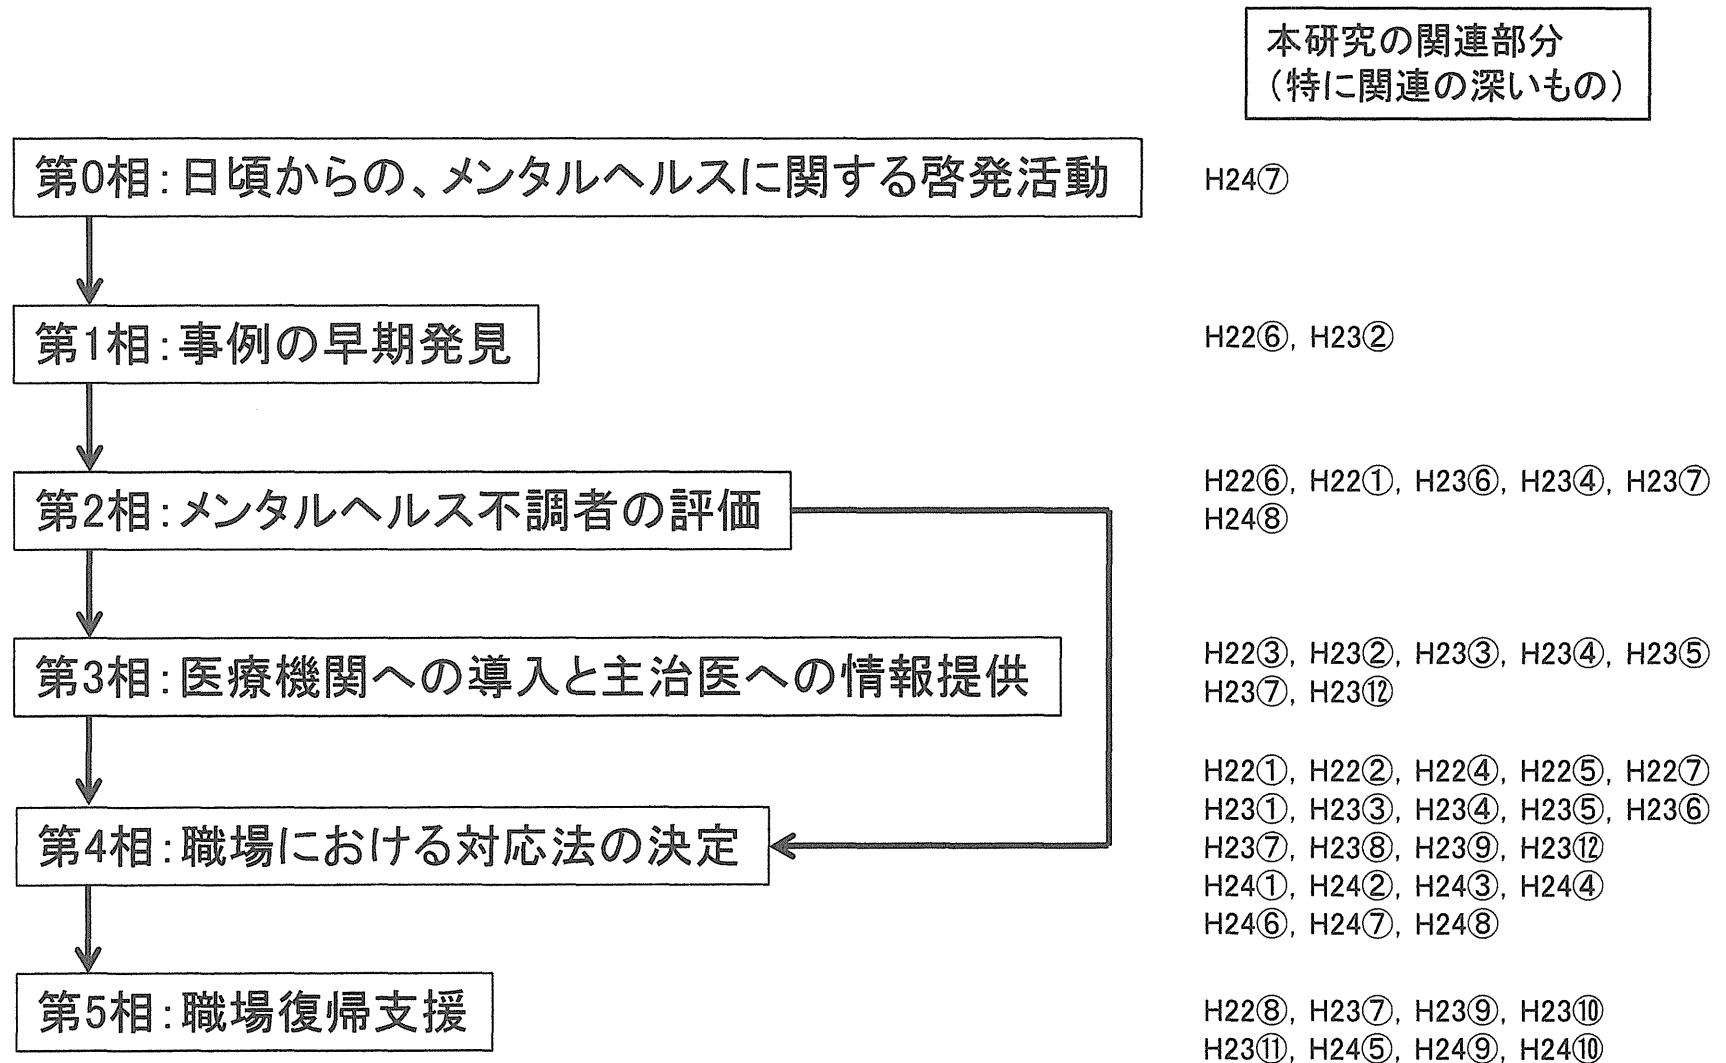 本研究の関連部分
（特に関連の深いもの）
第0相：日頃からの、メンタルヘルスに関する啓発活動
H24⑦
第1相：事例の早期発見
H22⑥, H23②
第2相：メンタルヘルス不調者の評価
H22⑥, H22①, H23⑥, H23④, H23⑦
H24⑧
第3相：医療機関への導入と主治医への情報提供
H22③, H23②, H23③, H23④, H23⑤
H23⑦, H23⑫
第4相：職場における対応法の決定
H22①, H22②, H22④, H22⑤, H22⑦
H23①, H23③, H23④, H23⑤, H23⑥
H23⑦, H23⑧, H23⑨, H23⑫
H24①, H24②, H24③, H24④
H24⑥, H24⑦, H24⑧
第5相：職場復帰支援
H22⑧, H23⑦, H23⑨, H23⑩
H23⑪, H24⑤, H24⑨, H24⑩